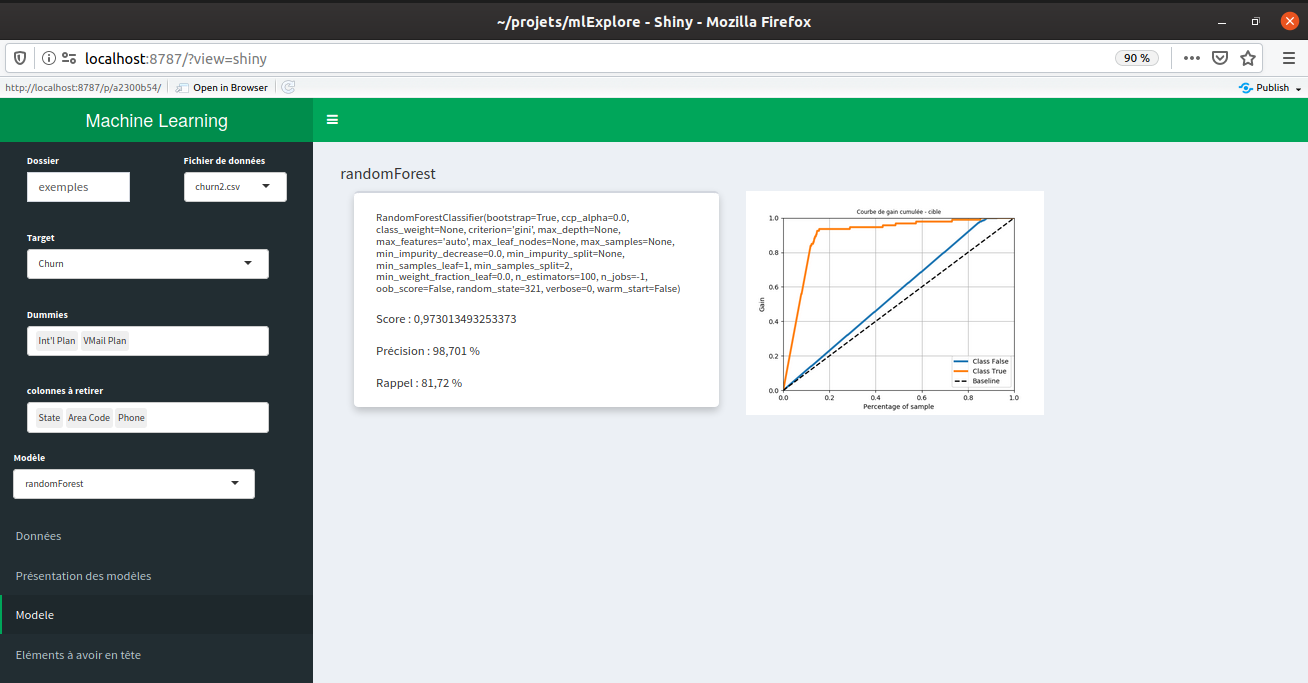 ~/projets/mlExplore - Shiny - Mozilla Firefox
localhost:8787/?view=shiny
90 %
http://localhost:8787/p/a2300b54/
Open in Browser
Publish
Machine Learning
Dossier
Fichier de données
exemples
churn2.csv
Target
Churn
Dummies
Int'l Plan
VMail Plan
colonnes à retirer
State
Area Code
Phone
Modèle
randomForest
Données
Présentation des modèles
Modele
Eléments à avoir en tête
randomForest
RandomForestClassifier(bootstrap=True, ccp_alpha=0.0,
class_weight=None, criterion='gini', max_depth=None,
max_features='auto', max_leaf_nodes=None, max_samples=None,
min_impurity_decrease=0.0, min_impurity_split=None,
min_samples_leaf=1, min_samples_split=2,
min_weight_fraction_leaf=0.0, n_estimators=100, n_jobs=-1,
oob_score=False, random_state=321, verbose=0, warm_start=False)
Score : 0,973013493253373
Précision : 98,701 %
Rappel : 81,72 %
Courbe de gain cumulée - cible
1.0
0.8
0.6
0.4
0.2
0.0
Gain
Class False
Class True
Baseline
0.0 0.2 0.4 0.6 0.8 1.0
Percentage of sample